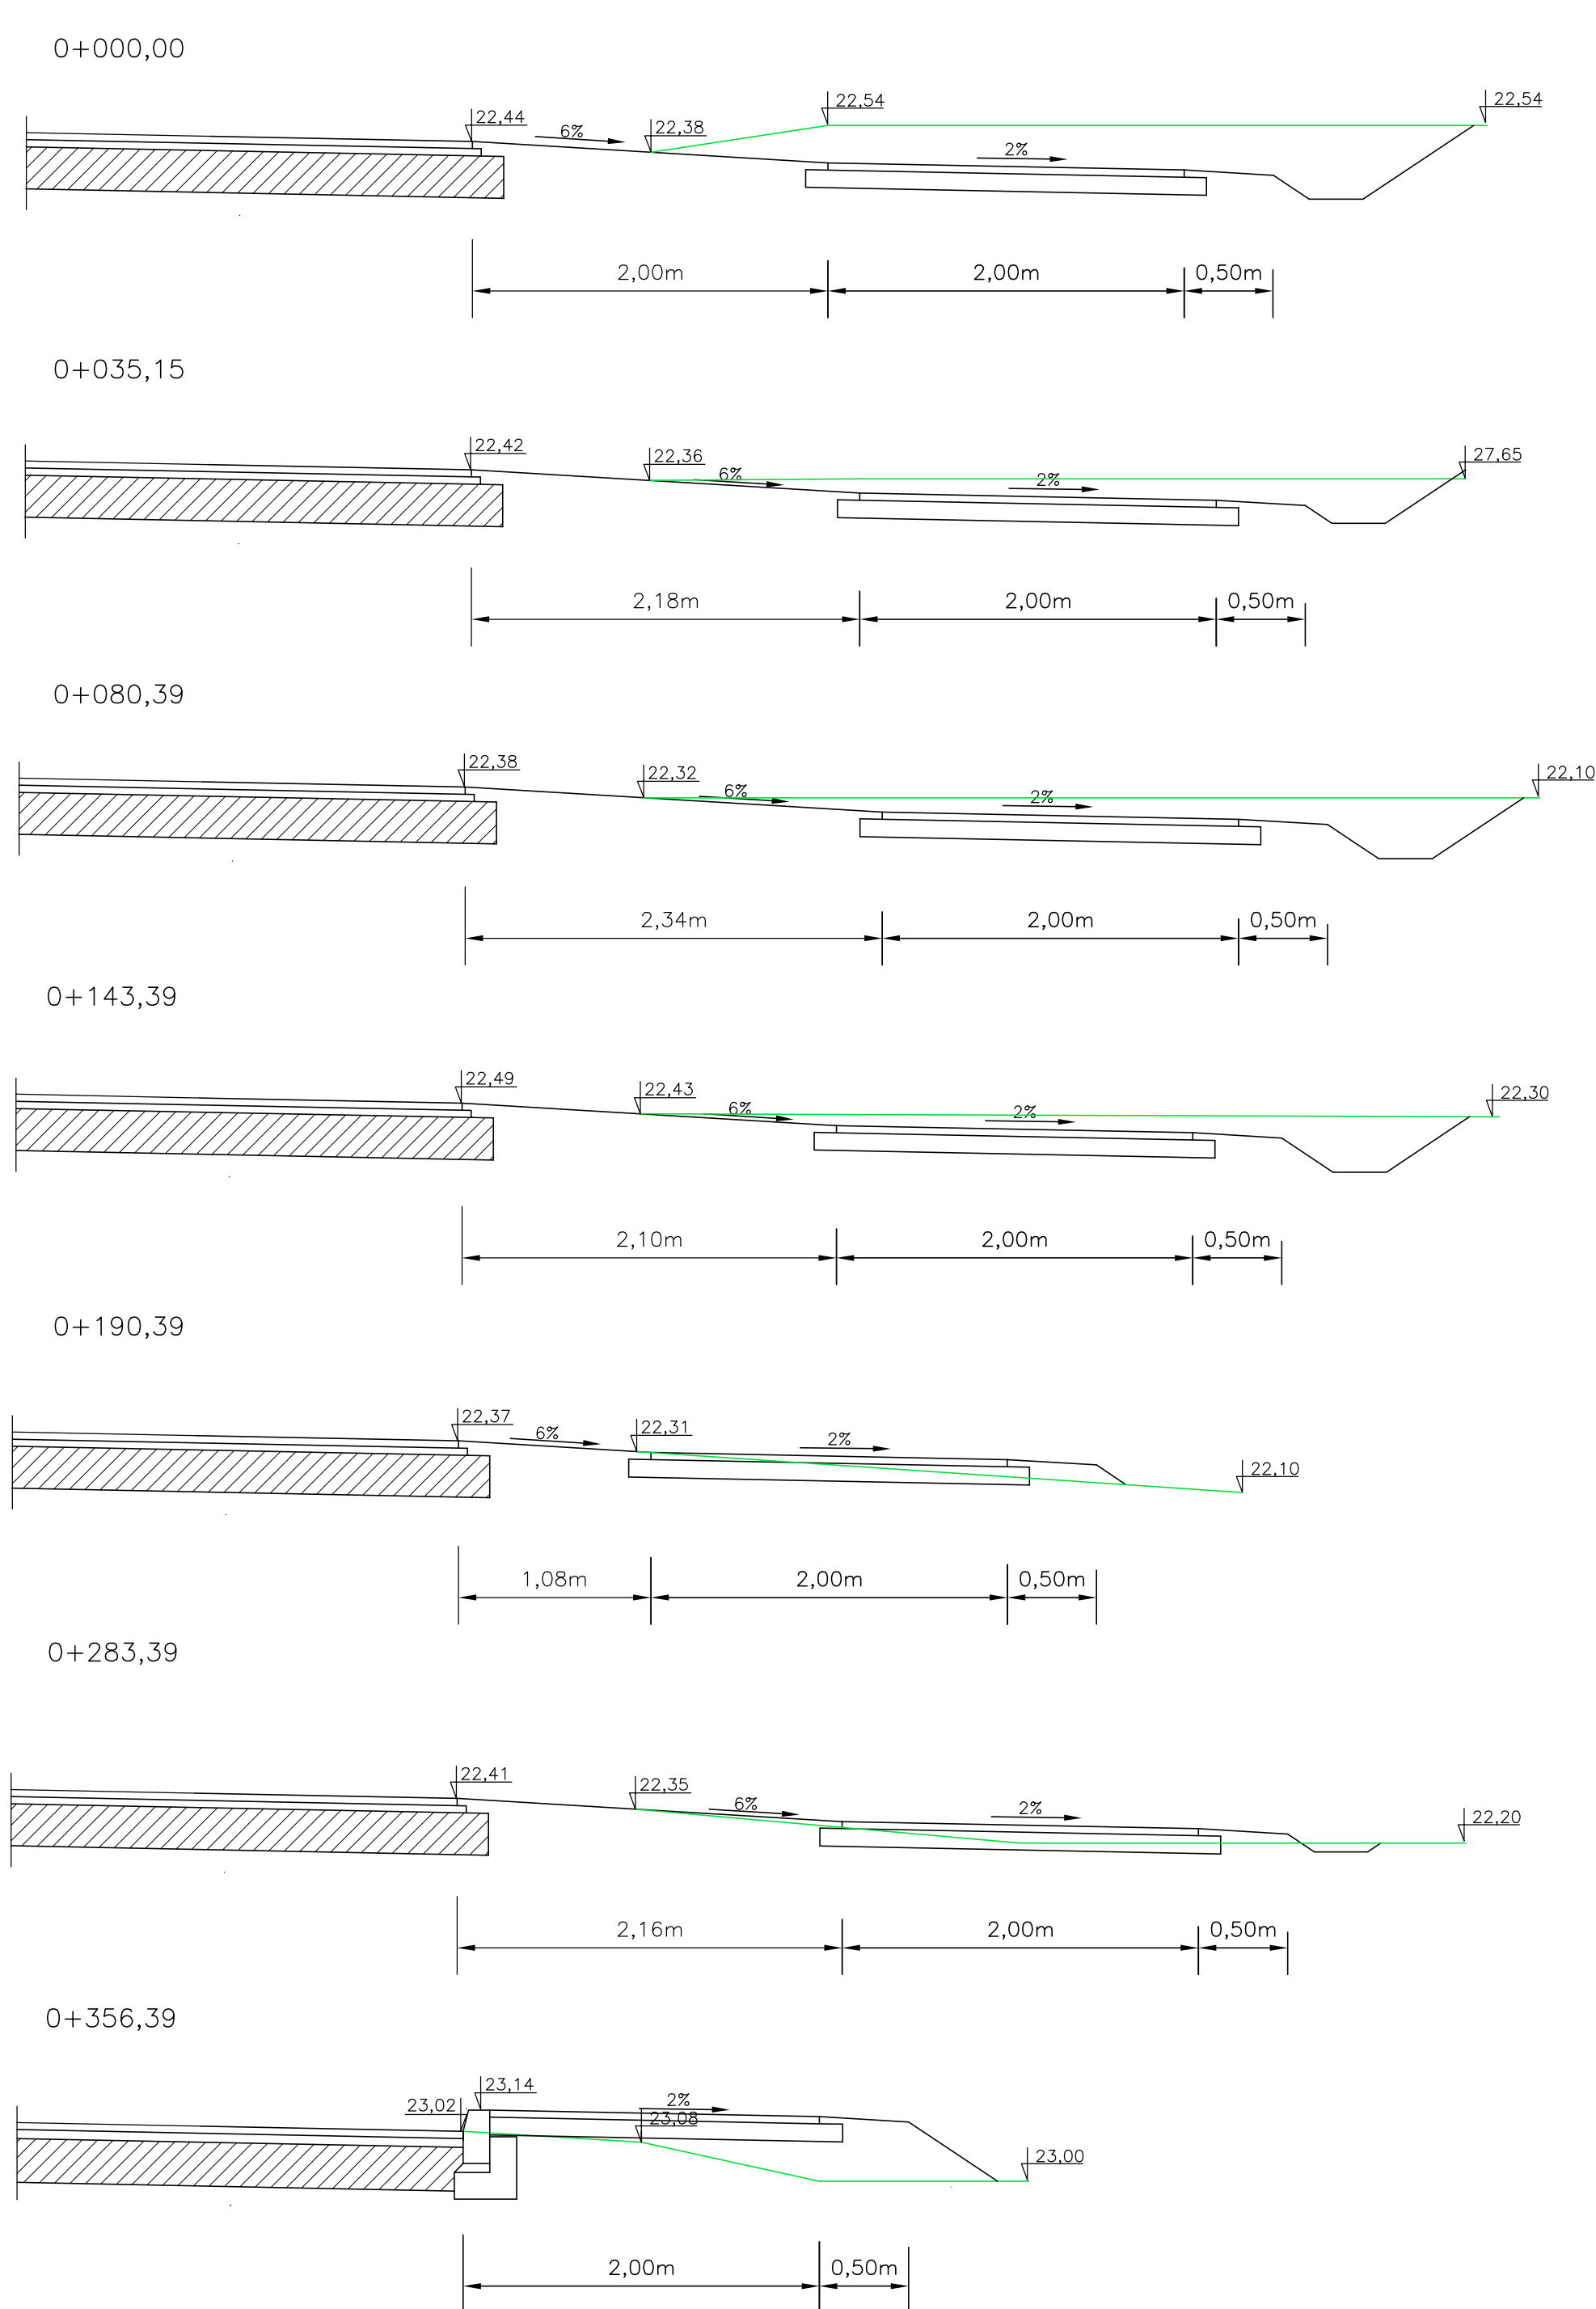 0+000,00
22,44 6% 22,38 22,54 2% 22,54
2,00m 2,00m 0,50m
0+035,15
22,42 22,36 6% 2% 27,65
2,18m 2,00m 0,50m
0+080,39
22,38 22,32 6% 2% 22,10
2,34m 2,00m 0,50m
0+143,39
22,49 22,43 6% 2% 22,30
2,10m 2,00m 0,50m
0+190,39
22,37 6% 22,31 2% 22,10
1,08m 2,00m 0,50m
0+283,39
22,41 22,35 6% 2% 22,20
2,16m 2,00m 0,50m
0+356,39
23,02 23,14 2% 23,08 23,00
2,00m 0,50m